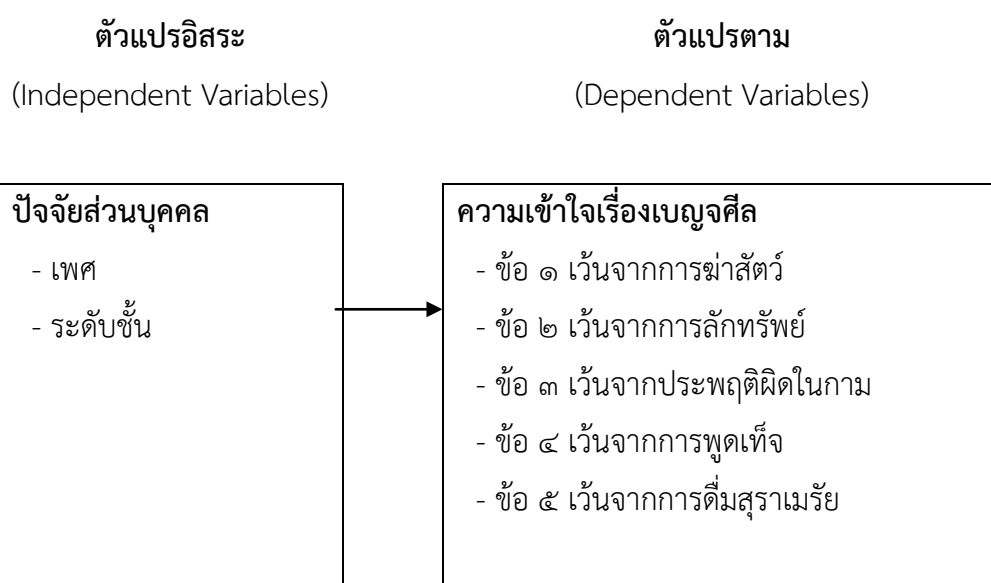 ตัวแปรอิสระ
(Independent Variables)
ปัจจัยส่วนบุคคล
- เพศ
- ระดับชั้น
ตัวแปรตาม
(Dependent Variables)
ความเข้าใจเรื่องเบญจศีล
- ข้อ ๑ เว้นจากการฆ่าสัตว์
- ข้อ ๒ เว้นจากการลักทรัพย์
- ข้อ ๓ เว้นจากประพฤติผิดในกาม
- ข้อ ๔ เว้นจากการพูดเท็จ
- ข้อ ๕ เว้นจากการดื่มสุราเมรัย